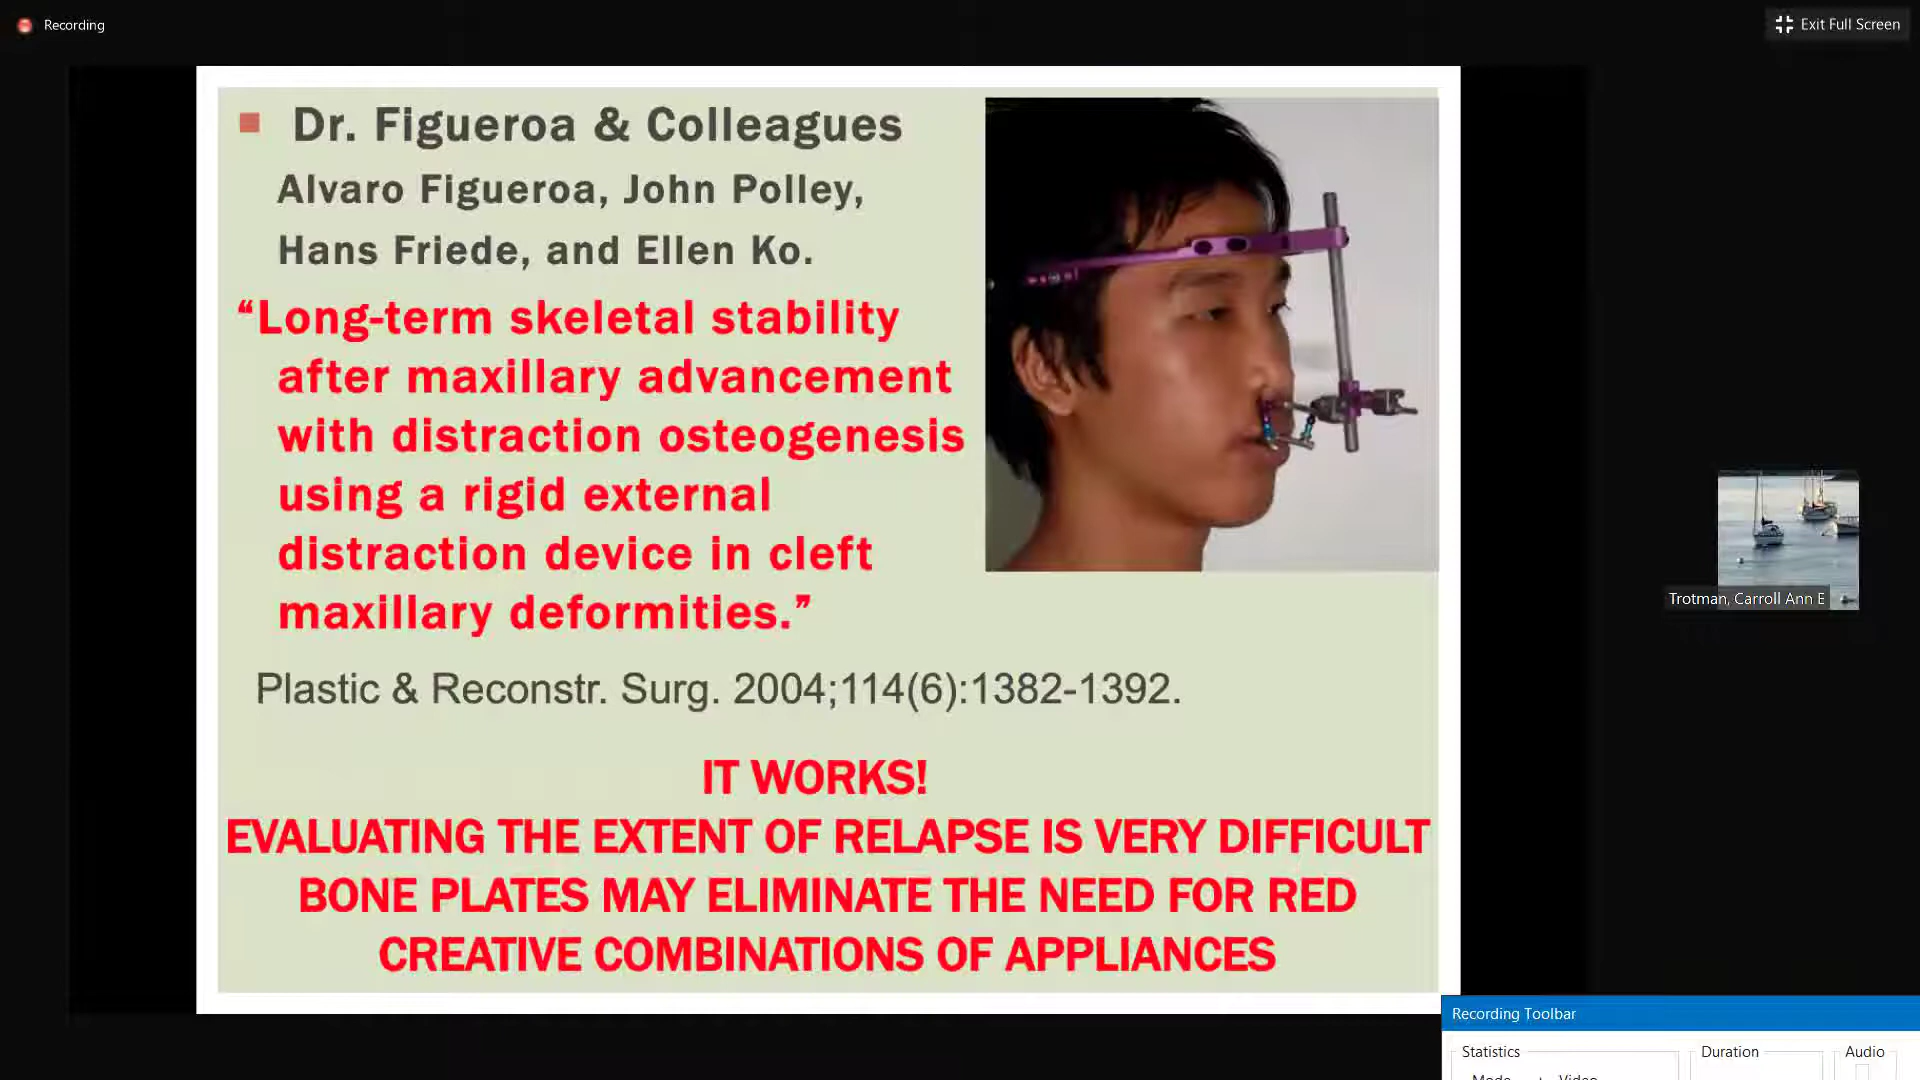 Recording
Exit Full Screen
Dr. Figueroa & Colleagues
Alvaro Figueroa, John Polley,
Hans Friede, and Ellen Ko.
“Long-term skeletal stability
after maxillary advancement
with distraction osteogenesis
using a rigid external
distraction device in cleft
maxillary deformities.”
Plastic & Reconstr. Surg. 2004;114(6):1382-1392.
IT WORKS!
EVALUATING THE EXTENT OF RELAPSE IS VERY DIFFICULT
BONE PLATES MAY ELIMINATE THE NEED FOR RED
CREATIVE COMBINATIONS OF APPLIANCES
Trotman, Carroll Ann E
Recording Toolbar
Statistics
Duration
Audio